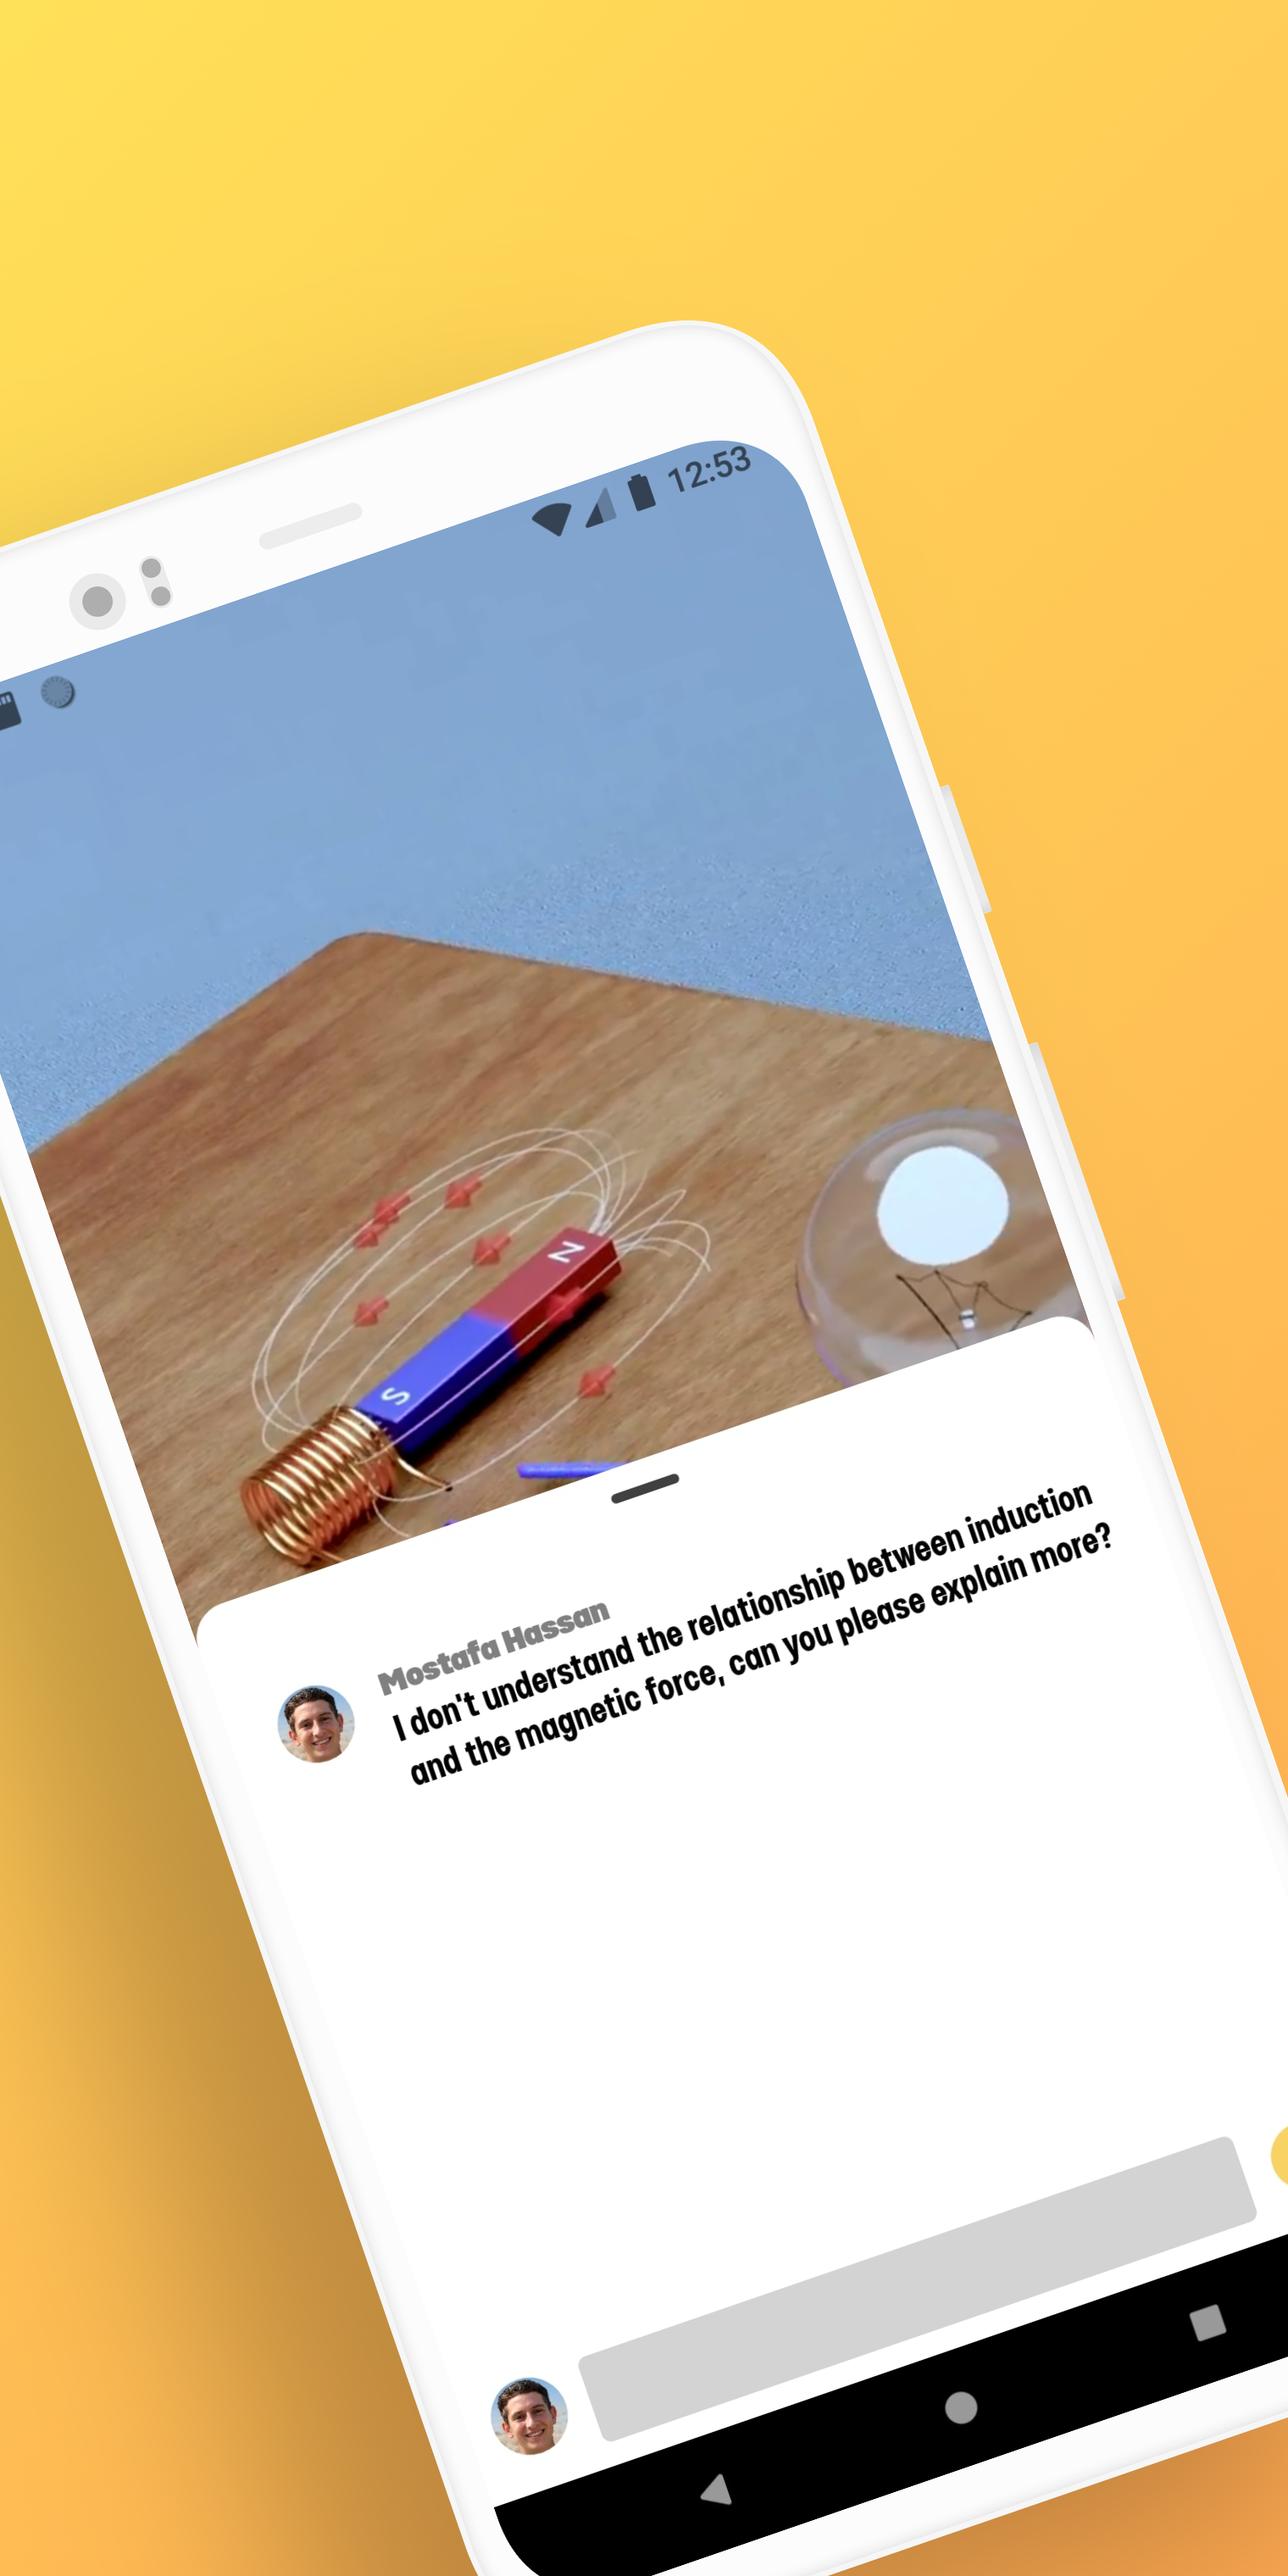 12:53
N
S
Mostafa Hassan
I don't understand the relationship between induction
and the magnetic force, can you please explain more?